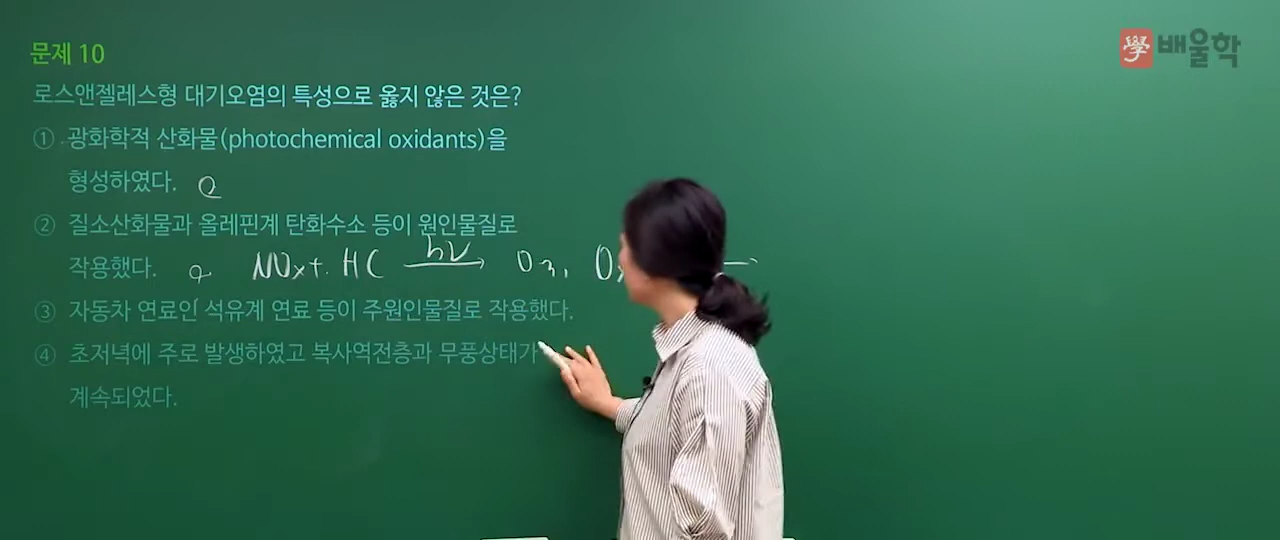 學배울학
문제 10
로스앤젤레스형 대기오염의 특성으로 옳지 않은 것은?
① 광화학적 산화물(photochemical oxidants)을
형성하였다.
② 질소산화물과 올레핀계 탄화수소 등이 원인물질로
작용했다. NOx + HC hν → O3,
③ 자동차 연료인 석유계 연료 등이 주원인물질로 작용했다.
④ 초저녁에 주로 발생하였고 복사역전층과 무풍상태가
계속되었다.